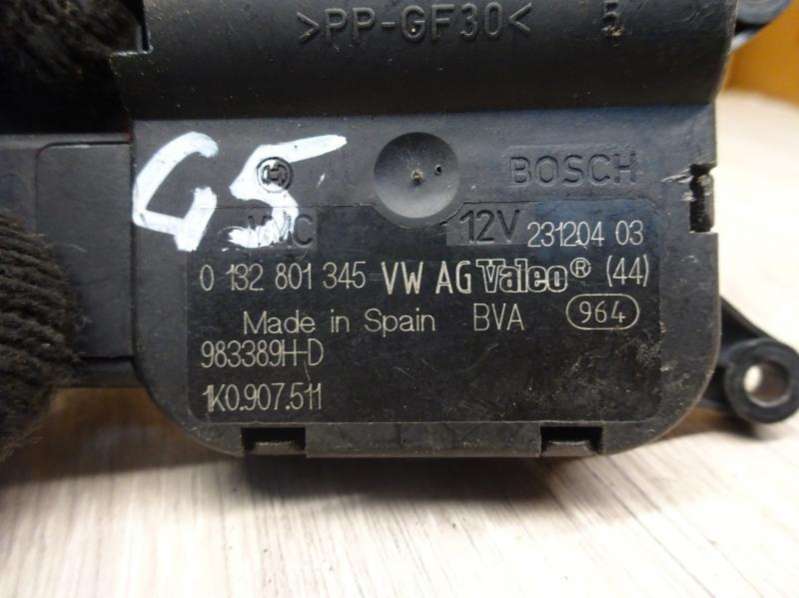 >PP-GF30< 5
G5
BOSCH
12V 231204 03
0 132 801 345 VW AG Valeo® (44)
Made in Spain BVA 964
983389H-D
1K0.907.511